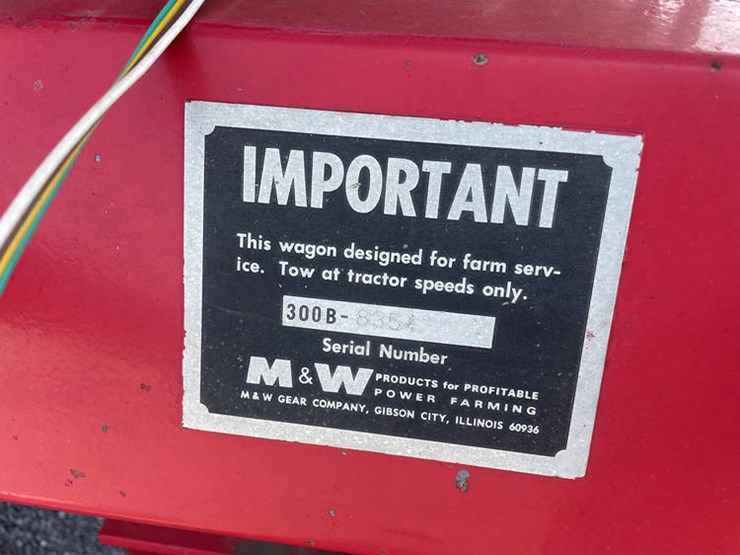 IMPORTANT
This wagon designed for farm serv-
ice. Tow at tractor speeds only.
300B-8354
Serial Number
M & W PRODUCTS for PROFITABLE
POWER FARMING
M & W GEAR COMPANY, GIBSON CITY, ILLINOIS 60936